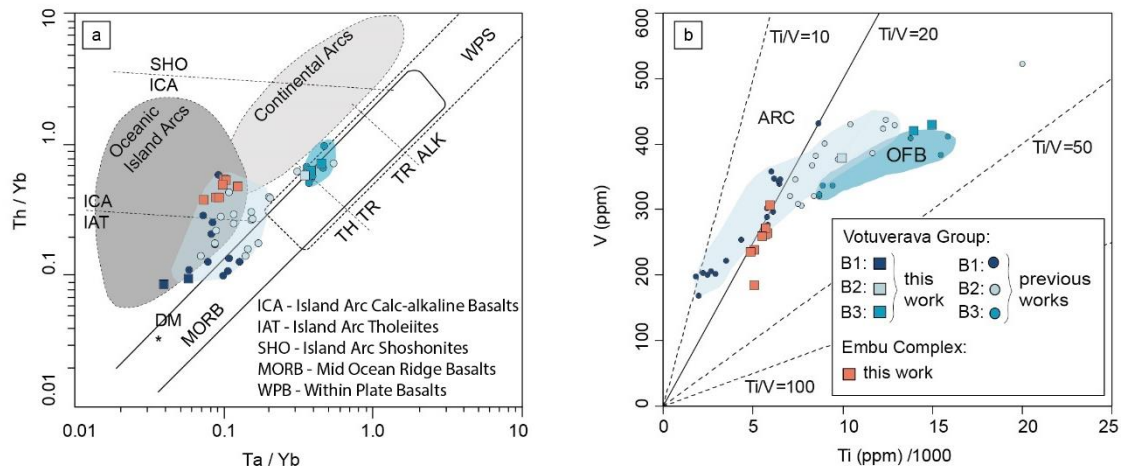 a
10
1.0
0.1
0.01
Th / Yb
SHO
ICA
Oceanic
Island Arcs
Continental Arcs
WPS
ICA
IAT
TR
ALK
TH
TR
DM
*
MORB
ICA - Island Arc Calc-alkaline Basalts
IAT - Island Arc Tholeiites
SHO - Island Arc Shoshonites
MORB - Mid Ocean Ridge Basalts
WPB - Within Plate Basalts
0.01
0.1
1.0
10
Ta / Yb
b
600
500
400
300
200
100
0
V (ppm)
Ti/V=10
Ti/V=20
ARC
OFB
Ti/V=50
Ti/V=100
Votuverava Group:
B1:
B2:
B3:
this
work
B1:
B2:
B3:
previous
works
Embu Complex:
this work
0
5
10
15
20
25
Ti (ppm) /1000